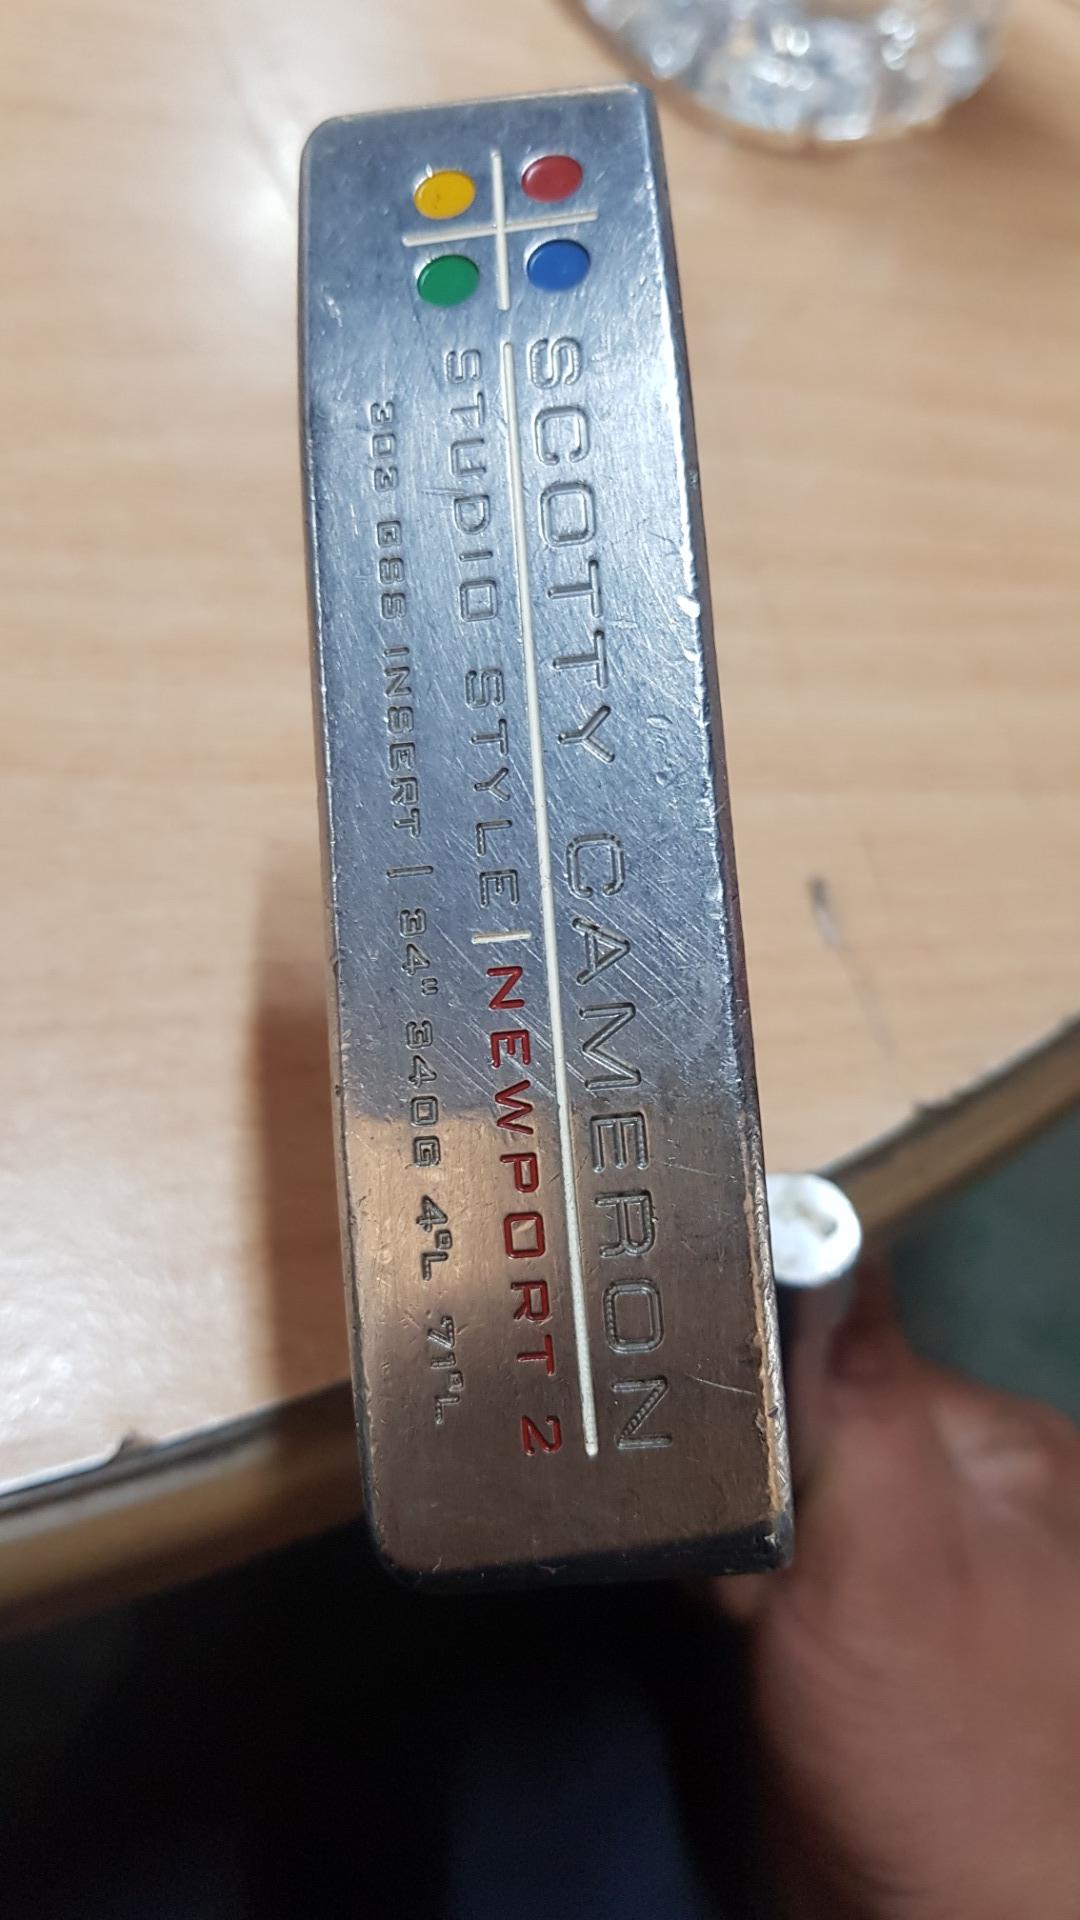 SCOTTY CAMERON
STUDIO STYLE | NEWPORT 2
303 GSS INSERT | 34" 340G 4°L 71°L